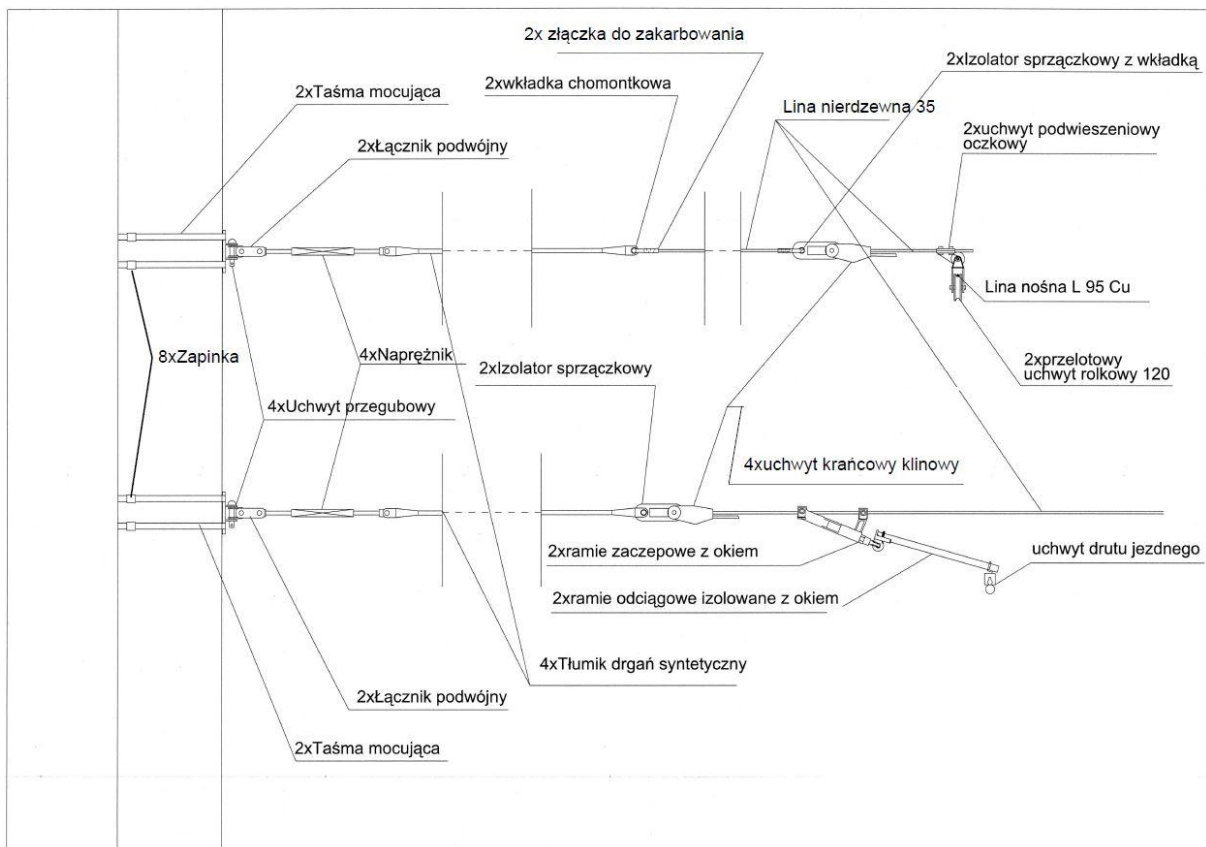 2x złączka do zakarbowania
2xIzolator sprzączkowy z wkładką
2xTaśma mocująca
2xwkładka chomontkowa
Lina nierdzewna 35
2xuchwyt podwieszeniowy
oczkowy
2xŁącznik podwójny
Lina nośna L 95 Cu
8xZapinka
4xNaprężnik
2xIzolator sprzączkowy
2xprzelotowy
uchwyt rolkowy 120
4xUchwyt przegubowy
4xuchwyt krańcowy klinowy
2xramie zaczepowe z okiem
uchwyt drutu jezdnego
2xramie odciągowe izolowane z okiem
4xTłumik drgań syntetyczny
2xŁącznik podwójny
2xTaśma mocująca